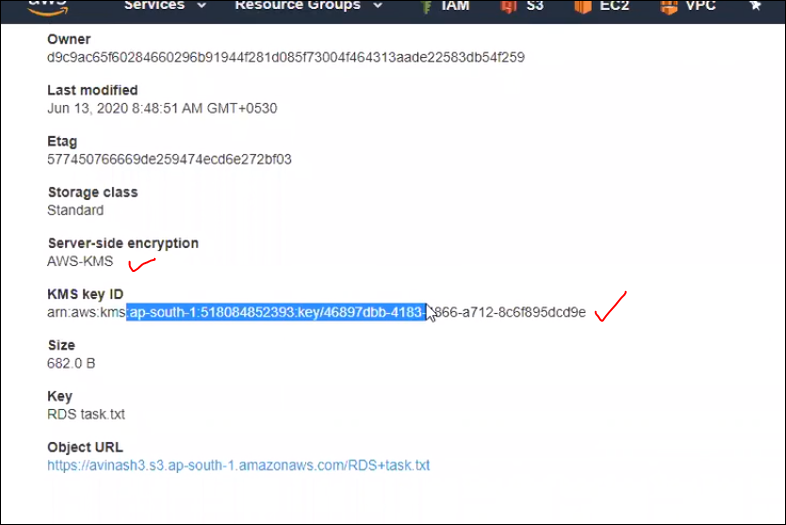 aws Services Resource Groups IAM S3 EC2 VPC
Owner
d9c9ac65f60284660296b91944f281d085f73004f464313aade22583db54f259
Last modified
Jun 13, 2020 8:48:51 AM GMT+0530
Etag
577450766669de259474ecd6e272bf03
Storage class
Standard
Server-side encryption
AWS-KMS
KMS key ID
arn:aws:kms:ap-south-1:518084852393:key/46897dbb-4183-4866-a712-8c6f895dcd9e
Size
682.0 B
Key
RDS task.txt
Object URL
https://avinash3.s3.ap-south-1.amazonaws.com/RDS+task.txt